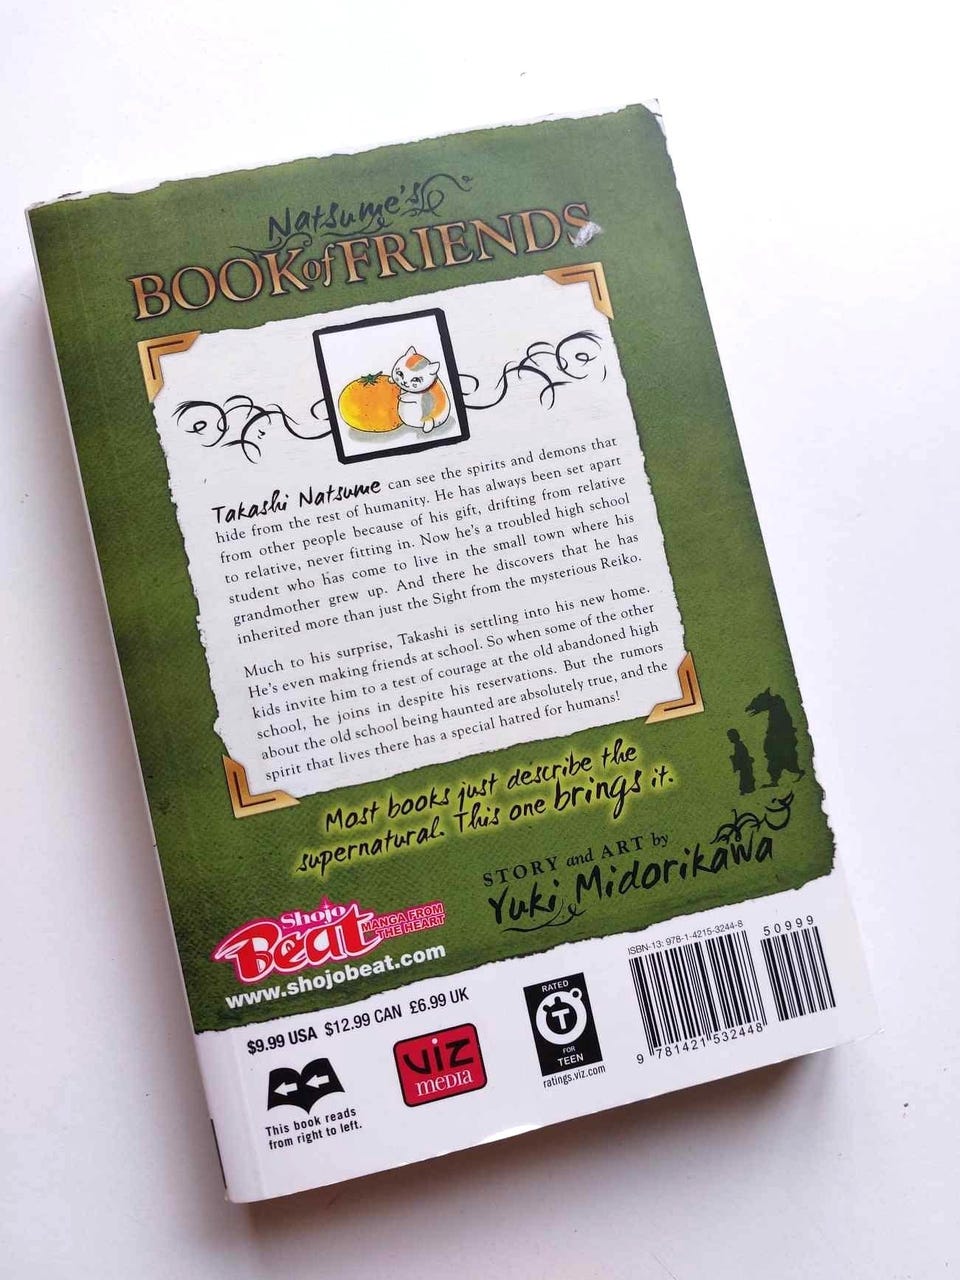 Natsume's
BOOK of FRIENDS
Takashi Natsume can see the spirits and demons that
hide from the rest of humanity. He has always been set apart
from other people because of his gift, drifting from relative
to relative, never fitting in. Now he's a troubled high school
student who has come to live in the small town where his
grandmother grew up. And there he discovers that he has
inherited more than just the Sight from the mysterious Reiko.
Much to his surprise, Takashi is settling into his new home.
He's even making friends at school. So when some of the other
kids invite him to a test of courage at the old abandoned high
school, he joins in despite his reservations. But the rumors
about the old school being haunted are absolutely true, and the
spirit that lives there has a special hatred for humans!
Most books just describe the
supernatural. This one brings it.
STORY and ART by
Yuki Midorikawa
Shojo
Beat
MANGA FROM
THE HEART
www.shojobeat.com
$9.99 USA $12.99 CAN £6.99 UK
This book reads
from right to left.
VIZ
MEDIA
RATED
T
FOR
TEEN
ratings.viz.com
ISBN-13: 978-1-4215-3244-8
50999
9 781421 532448